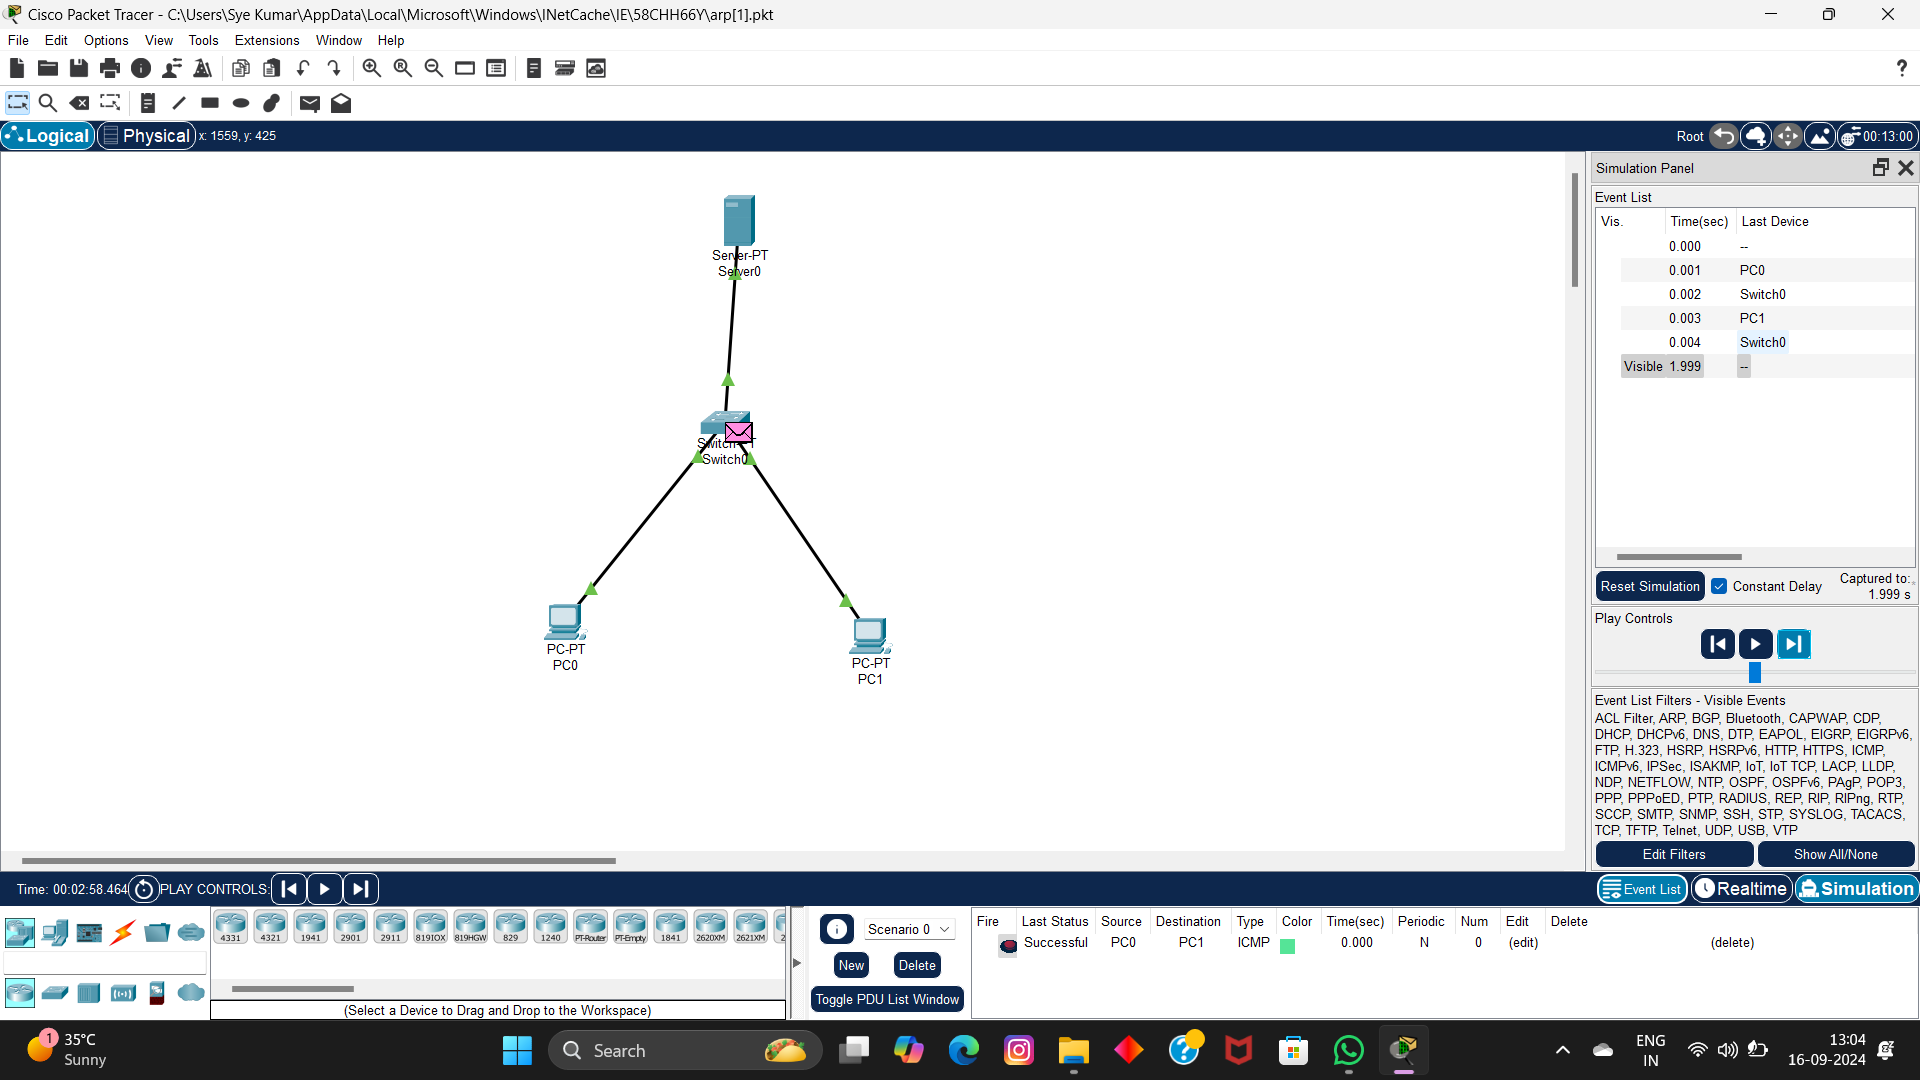 Cisco Packet Tracer - C:\Users\Sye Kumar\AppData\Local\Microsoft\Windows\INetCache\IE\58CHH66Y\arp[1].pkt
File Edit Options View Tools Extensions Window Help
Logical Physical x: 1559, y: 425 Root 00:13:00
Simulation Panel
Event List
Vis. Time(sec) Last Device
0.000 --
0.001 PC0
0.002 Switch0
0.003 PC1
0.004 Switch0
Visible 1.999 --
Server-PT
Server0
Switch0
PC-PT
PC0
PC-PT
PC1
Reset Simulation Constant Delay Captured to:
1.999 s
Play Controls
Event List Filters - Visible Events
ACL Filter, ARP, BGP, Bluetooth, CAPWAP, CDP,
DHCP, DHCPv6, DNS, DTP, EAPOL, EIGRP, EIGRPv6,
FTP, H.323, HSRP, HSRPv6, HTTP, HTTPS, ICMP,
ICMPv6, IPSec, ISAKMP, IoT, IoT TCP, LACP, LLDP,
NDP, NETFLOW, NTP, OSPF, OSPFv6, PAgP, POP3,
PPP, PPPoED, PTP, RADIUS, REP, RIP, RIPng, RTP,
SCCP, SMTP, SNMP, SSH, STP, SYSLOG, TACACS,
TCP, TFTP, Telnet, UDP, USB, VTP
Edit Filters Show All/None
Time: 00:02:58.464 PLAY CONTROLS: Event List Realtime Simulation
4331 4321 1941 2901 2911 819IOX 819HGW 829 1240 PT-Router PT-Empty 1841 2620XM 2621XM 2
(Select a Device to Drag and Drop to the Workspace)
Scenario 0
New Delete
Toggle PDU List Window
Fire Last Status Source Destination Type Color Time(sec) Periodic Num Edit Delete
Successful PC0 PC1 ICMP 0.000 N 0 (edit) (delete)
1 35°C
Sunny
Search
ENG
IN
13:04
16-09-2024